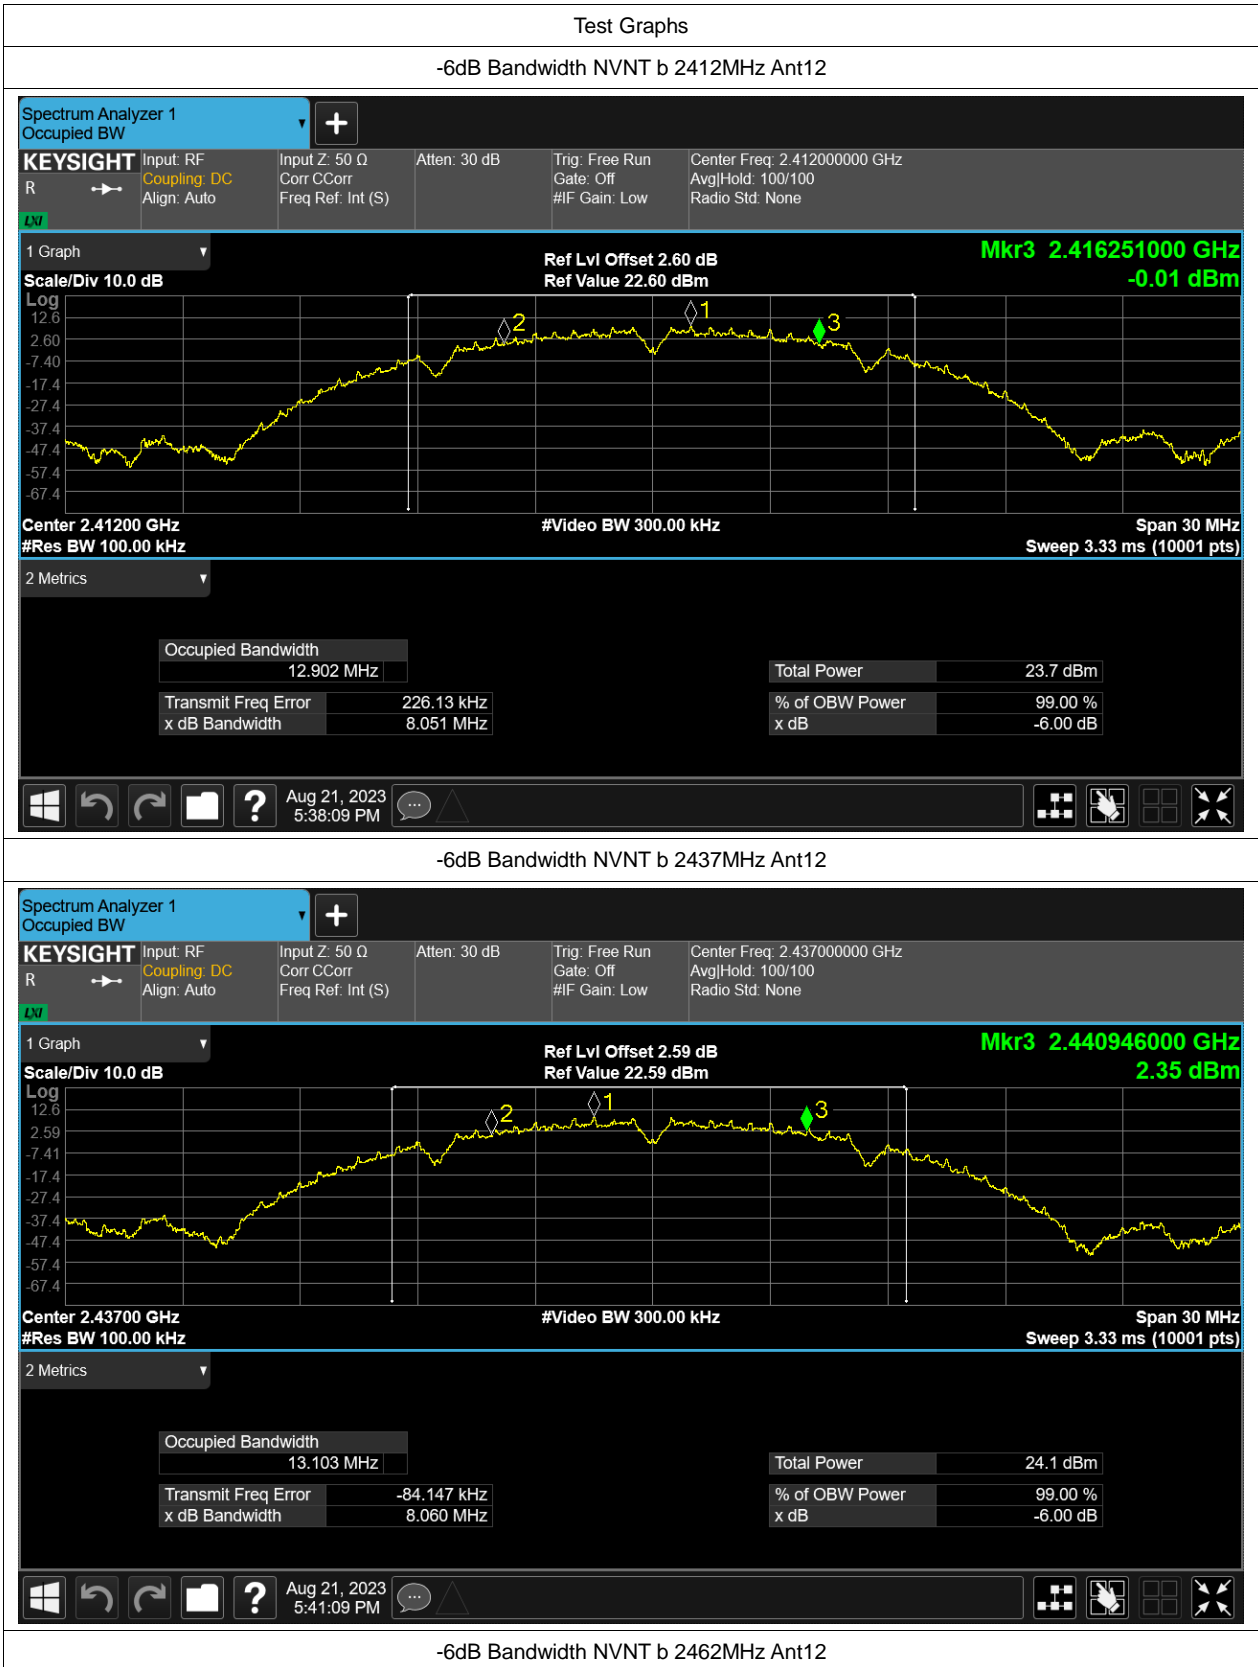 Test Graphs
-6dB Bandwidth NVNT b 2412MHz Ant12
Spectrum Analyzer 1
Occupied BW
KEYSIGHT
R
LXI
Input: RF
Coupling: DC
Align: Auto
Input Z: 50 Ω
Corr CCorr
Freq Ref: Int (S)
Atten: 30 dB
Trig: Free Run
Gate: Off
#IF Gain: Low
Center Freq: 2.412000000 GHz
Avg|Hold: 100/100
Radio Std: None
1 Graph
Scale/Div 10.0 dB
Ref Lvl Offset 2.60 dB
Ref Value 22.60 dBm
Mkr3 2.416251000 GHz
-0.01 dBm
Log
12.6
2.60
-7.40
-17.4
-27.4
-37.4
-47.4
-57.4
-67.4
2
1
3
Center 2.41200 GHz
#Res BW 100.00 kHz
#Video BW 300.00 kHz
Span 30 MHz
Sweep 3.33 ms (10001 pts)
2 Metrics
Occupied Bandwidth
12.902 MHz
Transmit Freq Error 226.13 kHz
x dB Bandwidth 8.051 MHz
Total Power 23.7 dBm
% of OBW Power 99.00 %
x dB -6.00 dB
?
Aug 21, 2023
5:38:09 PM
-6dB Bandwidth NVNT b 2437MHz Ant12
Spectrum Analyzer 1
Occupied BW
KEYSIGHT
R
LXI
Input: RF
Coupling: DC
Align: Auto
Input Z: 50 Ω
Corr CCorr
Freq Ref: Int (S)
Atten: 30 dB
Trig: Free Run
Gate: Off
#IF Gain: Low
Center Freq: 2.437000000 GHz
Avg|Hold: 100/100
Radio Std: None
1 Graph
Scale/Div 10.0 dB
Ref Lvl Offset 2.59 dB
Ref Value 22.59 dBm
Mkr3 2.440946000 GHz
2.35 dBm
Log
12.6
2.59
-7.41
-17.4
-27.4
-37.4
-47.4
-57.4
-67.4
2
1
3
Center 2.43700 GHz
#Res BW 100.00 kHz
#Video BW 300.00 kHz
Span 30 MHz
Sweep 3.33 ms (10001 pts)
2 Metrics
Occupied Bandwidth
13.103 MHz
Transmit Freq Error -84.147 kHz
x dB Bandwidth 8.060 MHz
Total Power 24.1 dBm
% of OBW Power 99.00 %
x dB -6.00 dB
?
Aug 21, 2023
5:41:09 PM
-6dB Bandwidth NVNT b 2462MHz Ant12